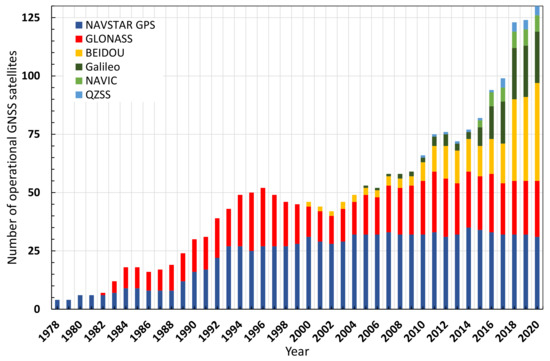 Number of operational GNSS satellites
125
100
75
50
25
0
NAVSTAR GPS
GLONASS
BEIDOU
Galileo
NAVIC
QZSS
1978 1980 1982 1984 1986 1988 1990 1992 1994 1996 1998 2000 2002 2004 2006 2008 2010 2012 2014 2016 2018 2020
Year